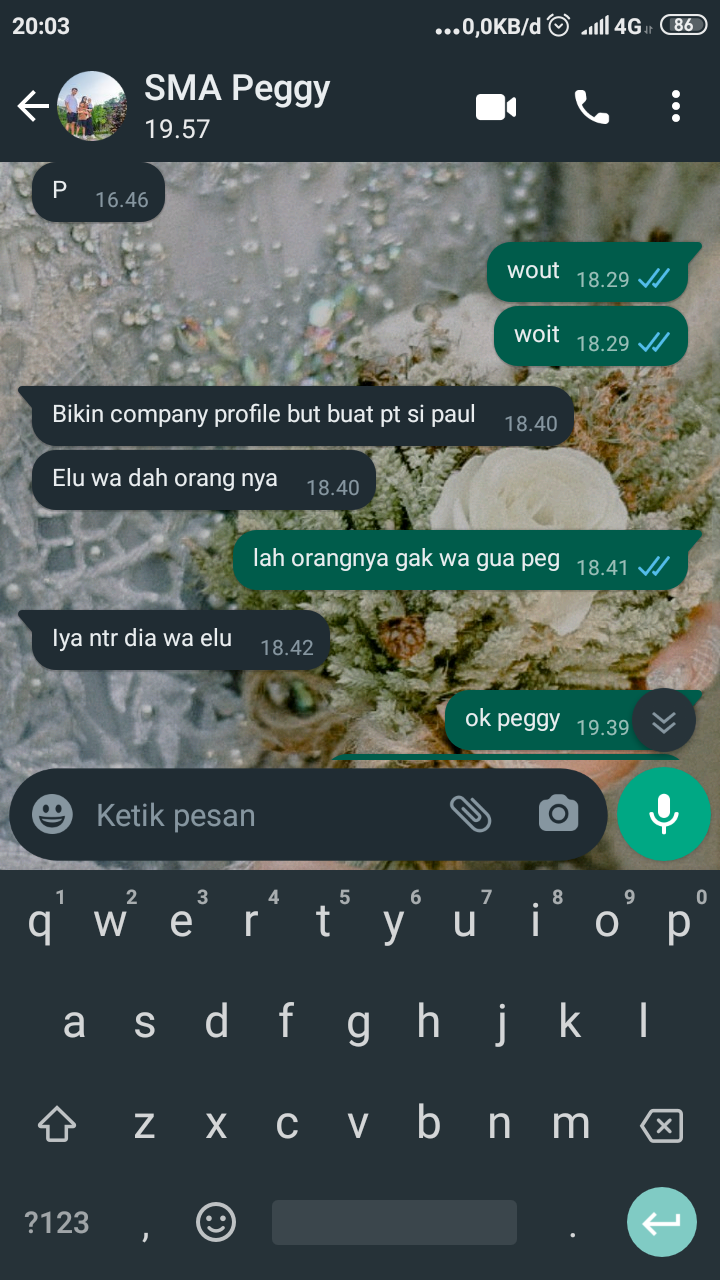 20:03
...0,0KB/d 4G 86
SMA Peggy
19.57
P 16.46
wout 18.29
woit 18.29
Bikin company profile but buat pt si paul 18.40
Elu wa dah orang nya 18.40
lah orangnya gak wa gua peg 18.41
Iya ntr dia wa elu 18.42
ok peggy 19.39
Ketik pesan
1 2 3 4 5 6 7 8 9 0
q w e r t y u i o p
a s d f g h j k l
z x c v b n m
?123 , .